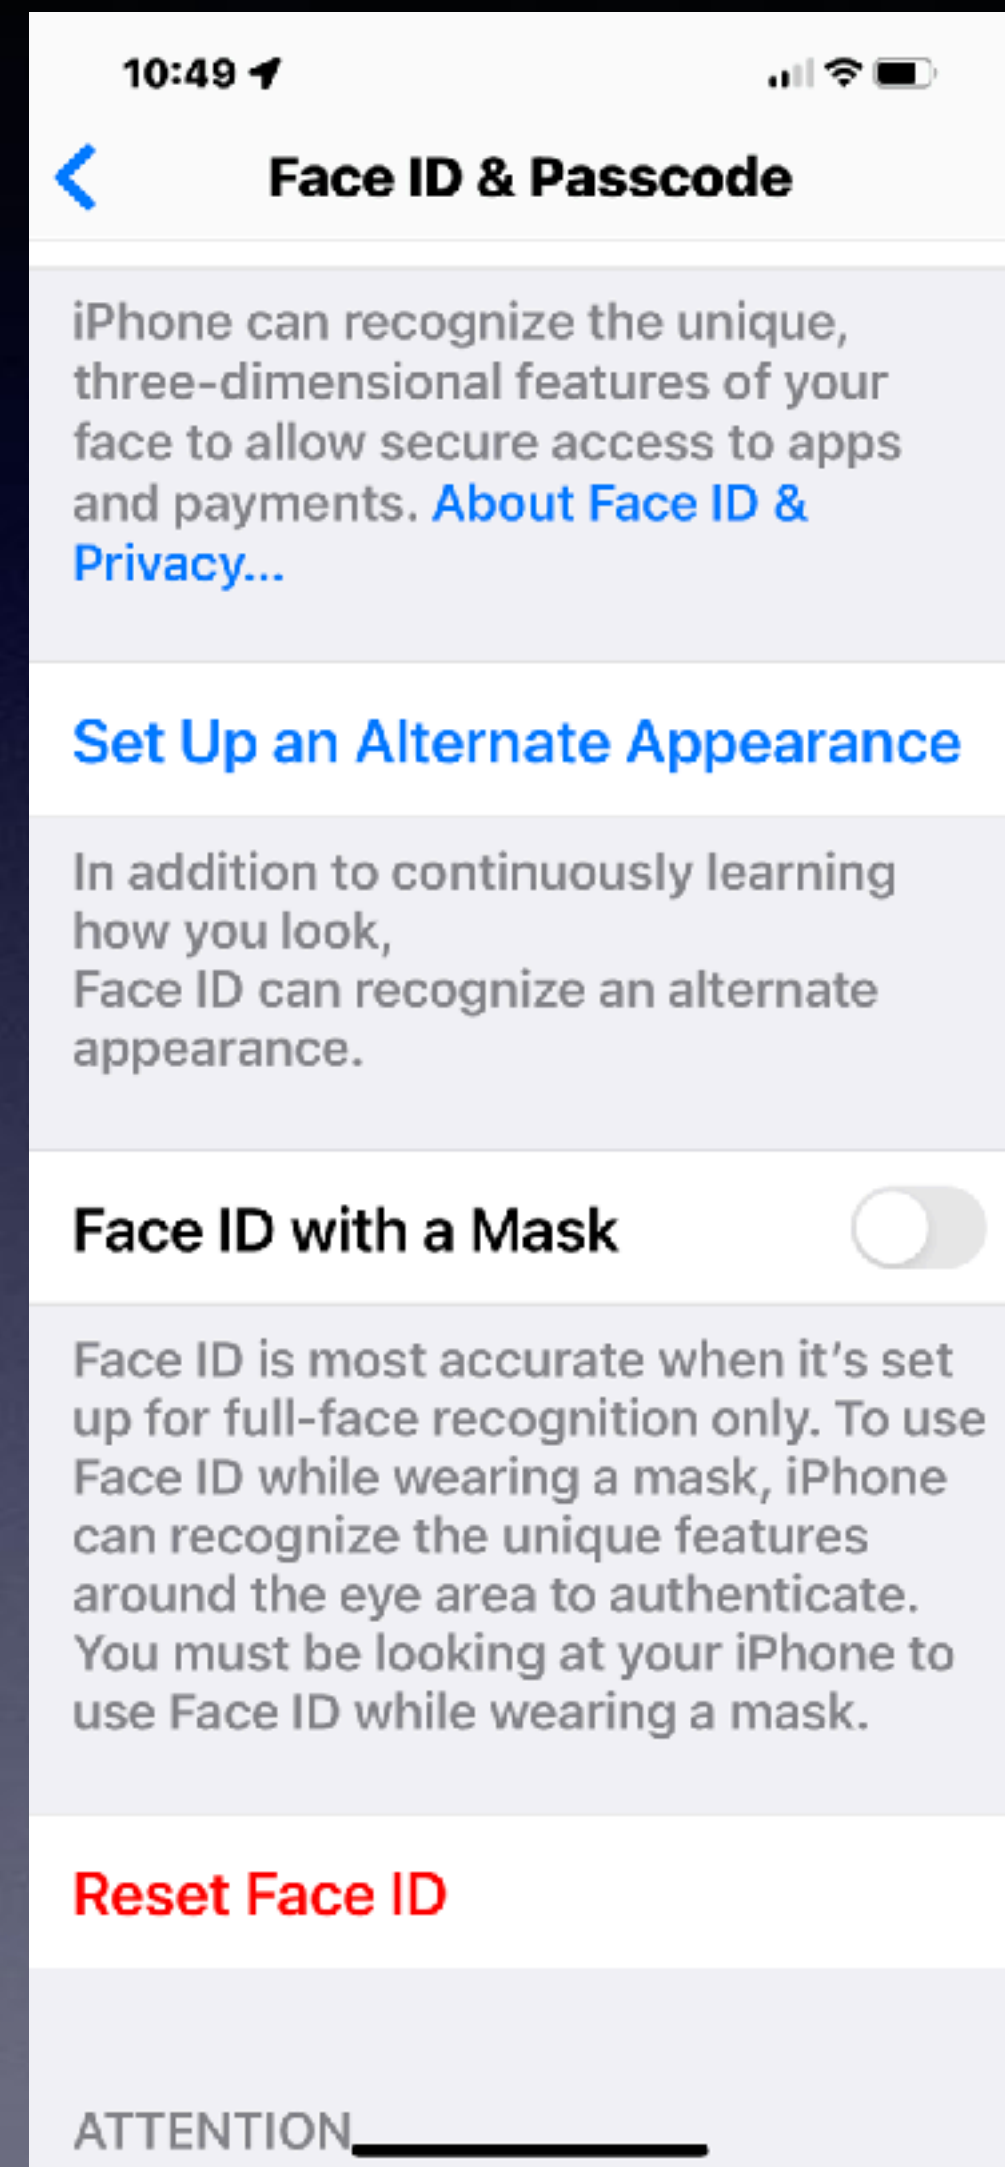 10:49
Face ID & Passcode
iPhone can recognize the unique,
three-dimensional features of your
face to allow secure access to apps
and payments. About Face ID &
Privacy...
Set Up an Alternate Appearance
In addition to continuously learning
how you look,
Face ID can recognize an alternate
appearance.
Face ID with a Mask
Face ID is most accurate when it's set
up for full-face recognition only. To use
Face ID while wearing a mask, iPhone
can recognize the unique features
around the eye area to authenticate.
You must be looking at your iPhone to
use Face ID while wearing a mask.
Reset Face ID
ATTENTION